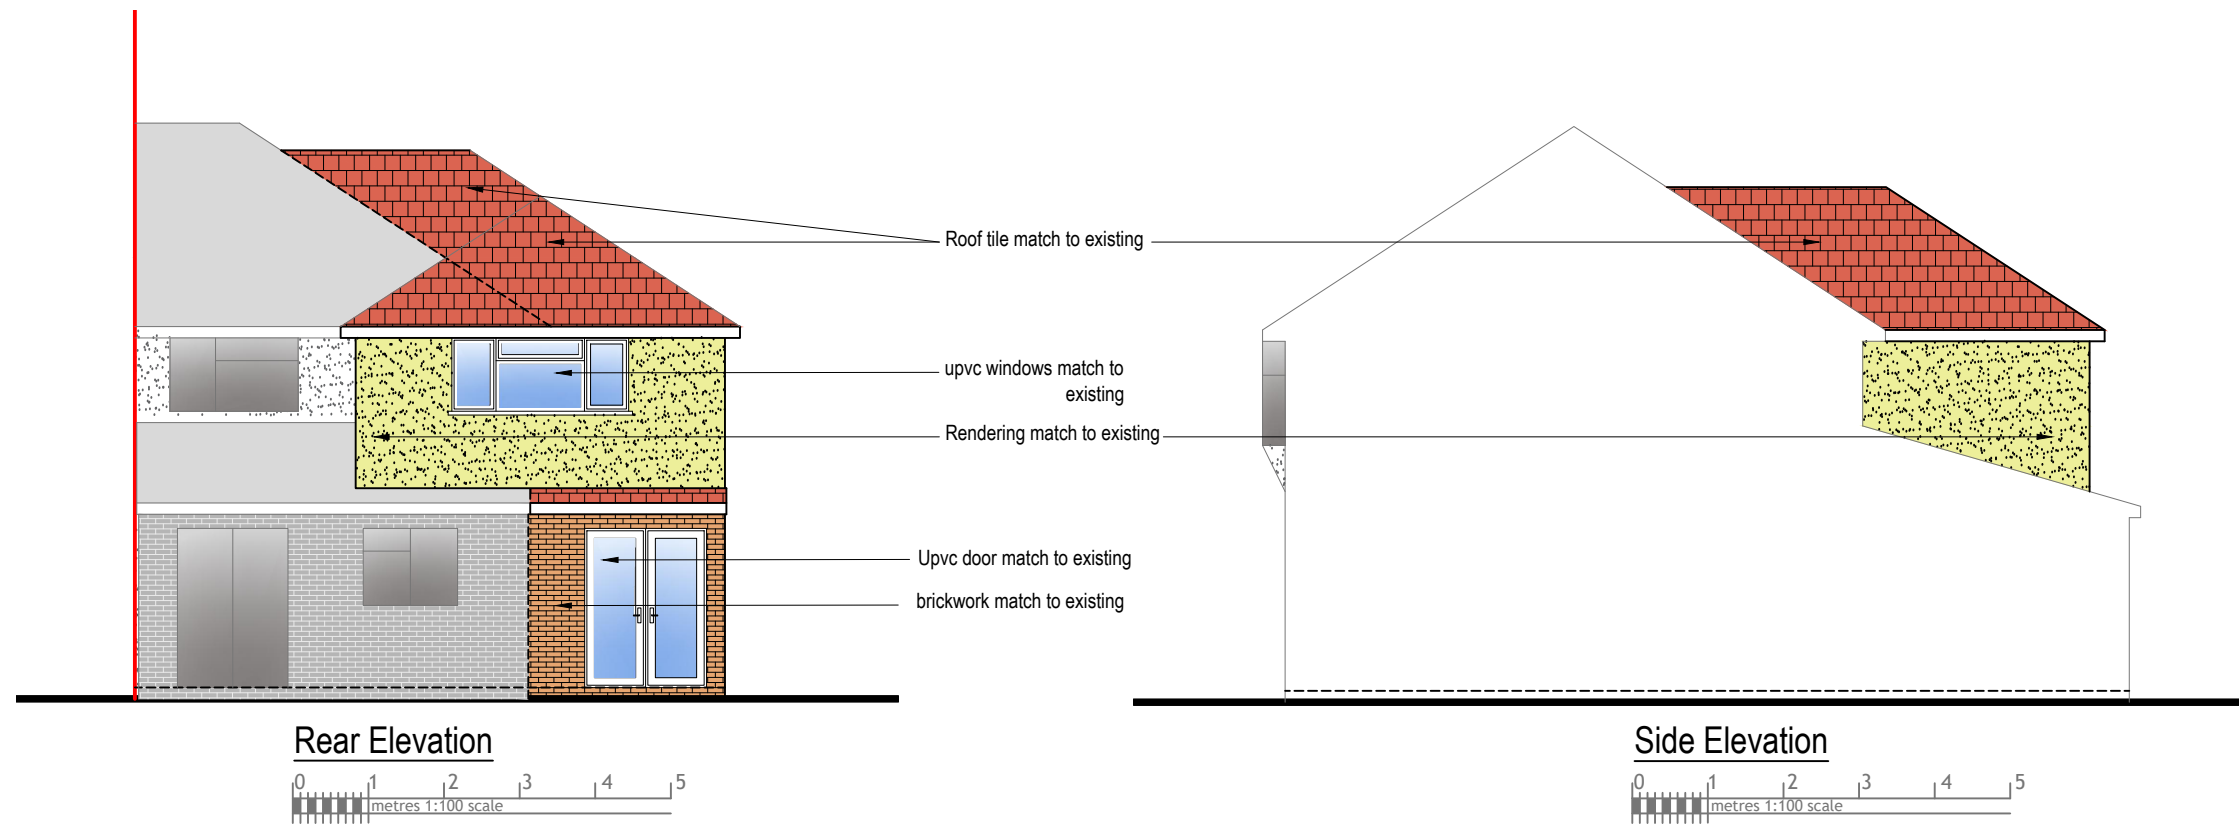 Roof tile match to existing
upvc windows match to
existing
Rendering match to existing
Upvc door match to existing
brickwork match to existing
Rear Elevation
0 1 2 3 4 5
metres 1:100 scale
Side Elevation
0 1 2 3 4 5
metres 1:100 scale